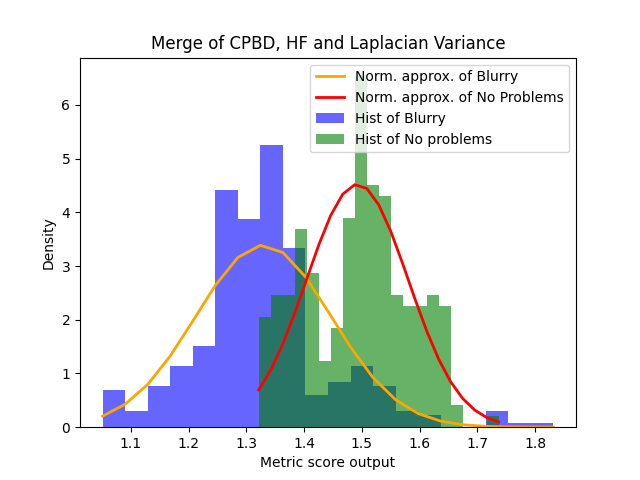 Merge of CPBD, HF and Laplacian Variance
Norm. approx. of Blurry
Norm. approx. of No Problems
Hist of Blurry
Hist of No problems
Density
6
5
4
3
2
1
0
1.1 1.2 1.3 1.4 1.5 1.6 1.7 1.8
Metric score output